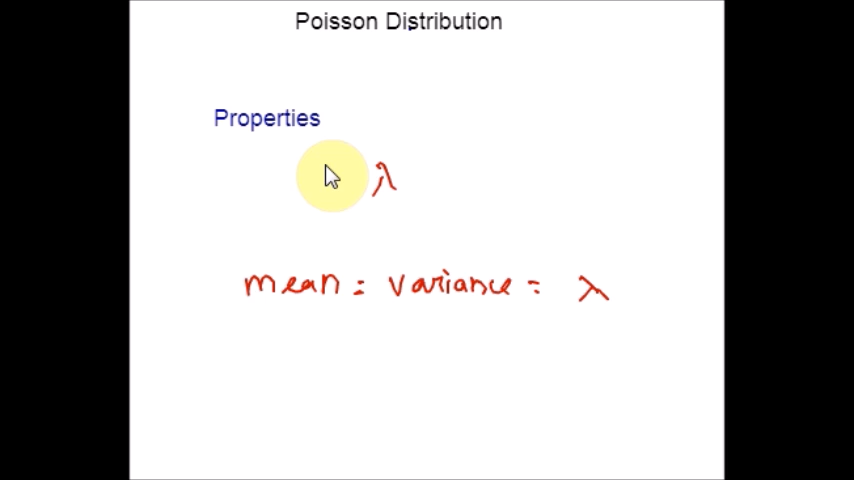 Poisson Distribution
Properties
λ
mean = variance = λ